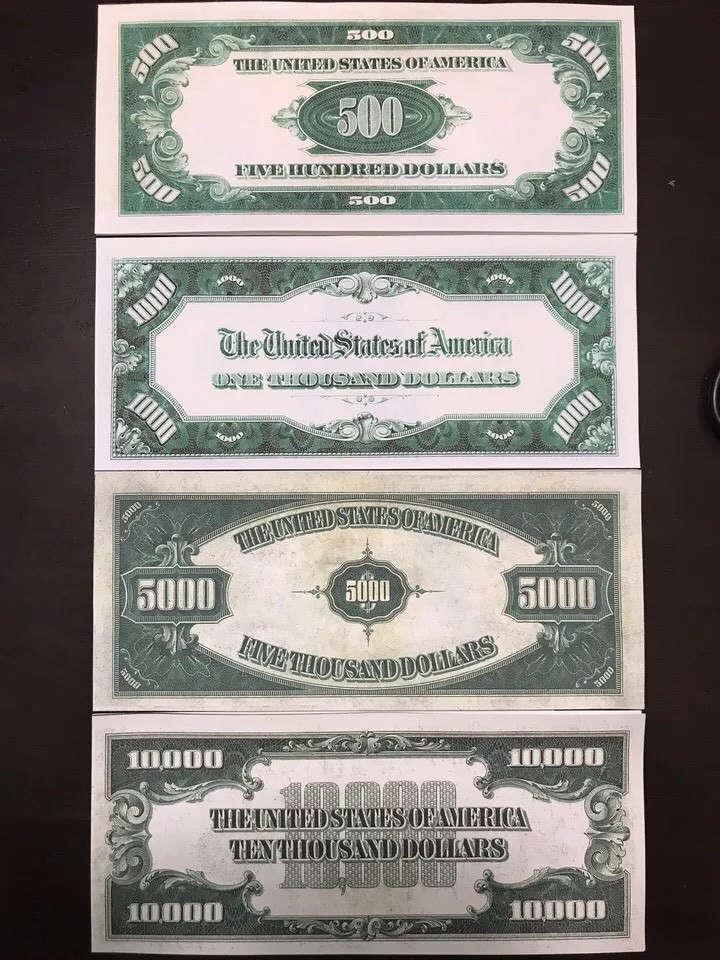 500
500 500
THE UNITED STATES OF AMERICA
500
FIVE HUNDRED DOLLARS
500 500
500
1000 1000 1000 1000
The United States of America
ONE THOUSAND DOLLARS
1000 1000 1000 1000
5000 5000
THE UNITED STATES OF AMERICA
5000 5000 5000
FIVE THOUSAND DOLLARS
5000 5000
10,000 10,000
10,000
THE UNITED STATES OF AMERICA
TEN THOUSAND DOLLARS
10,000 10,000